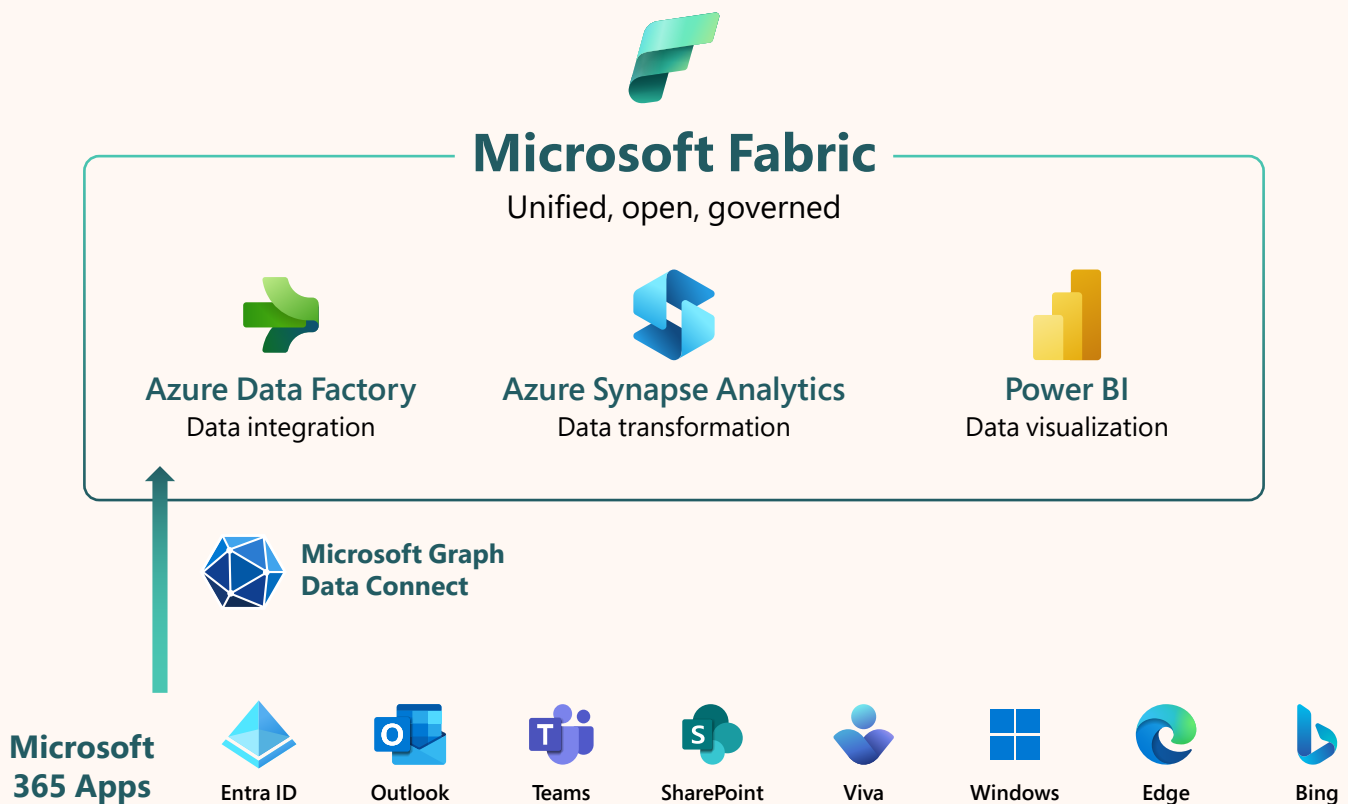 Microsoft Fabric
Unified, open, governed
Azure Data Factory
Data integration
Azure Synapse Analytics
Data transformation
Power BI
Data visualization
Microsoft Graph
Data Connect
Microsoft
365 Apps
Entra ID
Outlook
Teams
SharePoint
Viva
Windows
Edge
Bing